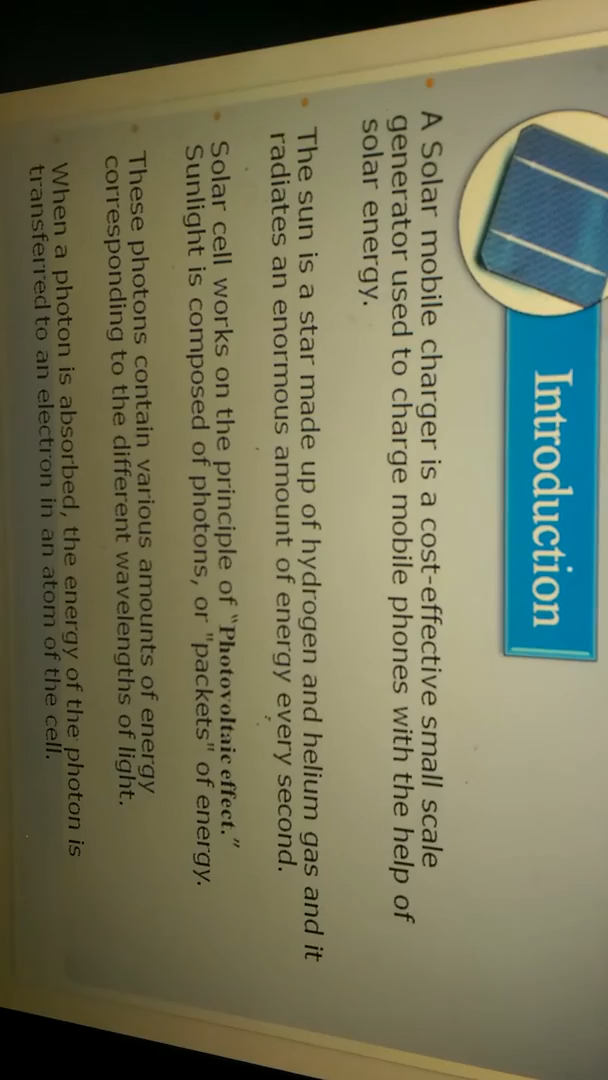 Introduction
A Solar mobile charger is a cost-effective small scale
generator used to charge mobile phones with the help of
solar energy.
The sun is a star made up of hydrogen and helium gas and it
radiates an enormous amount of energy every second.
Solar cell works on the principle of “Photovoltaic effect.”
Sunlight is composed of photons, or "packets" of energy.
These photons contain various amounts of energy
corresponding to the different wavelengths of light.
When a photon is absorbed, the energy of the photon is
transferred to an electron in an atom of the cell.